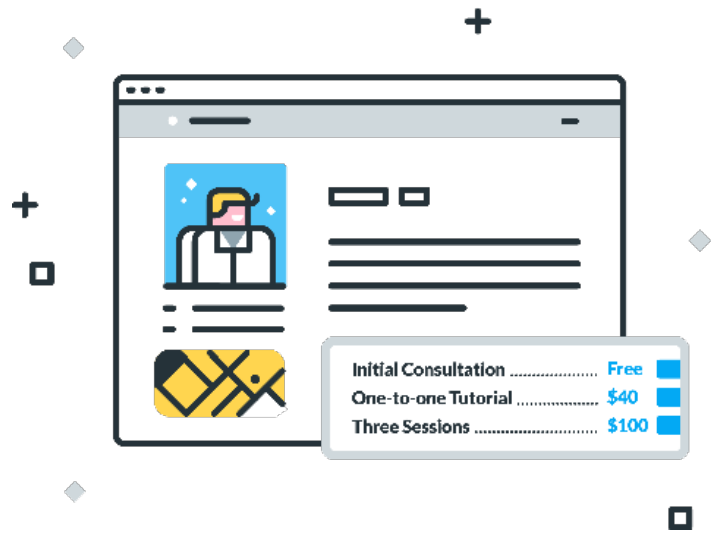 Initial Consultation ..................... Free
One-to-one Tutorial ..................... $40
Three Sessions ............................... $100